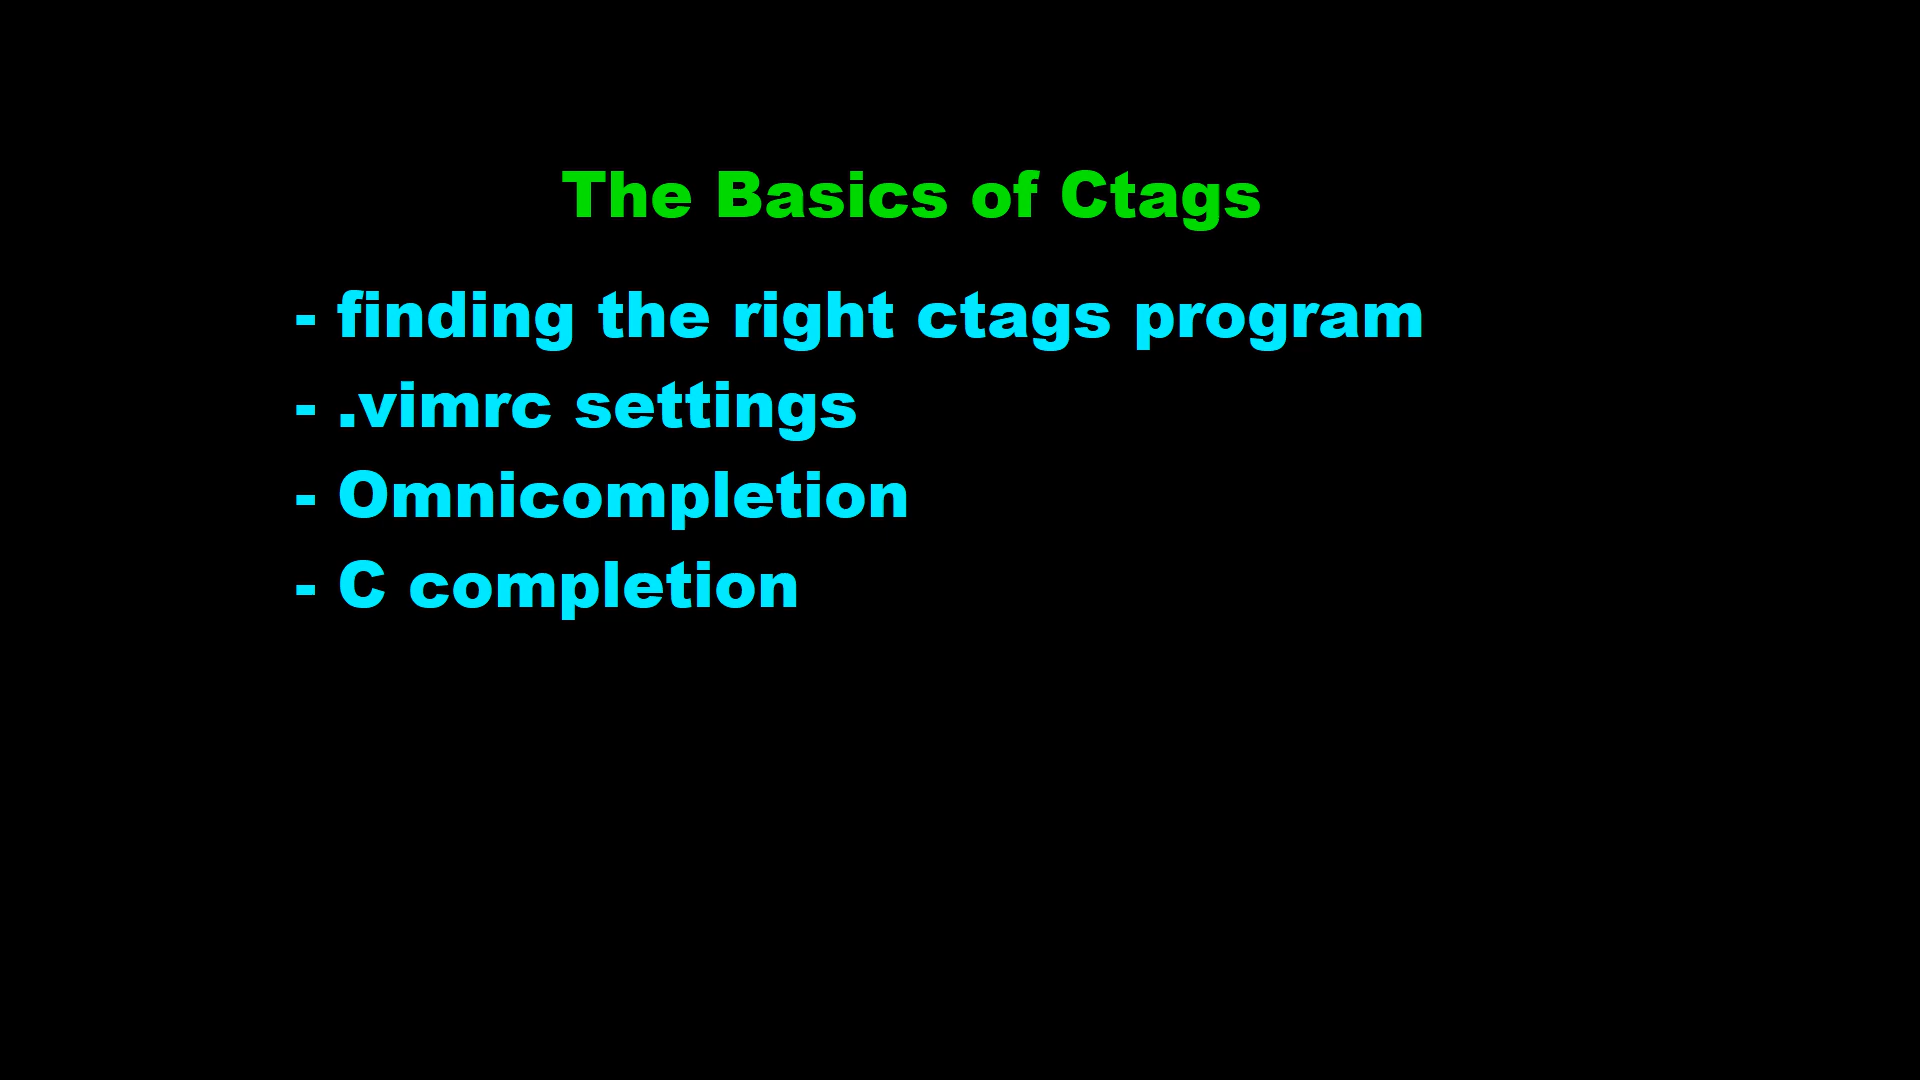 The Basics of Ctags
- finding the right ctags program
- .vimrc settings
- Omnicompletion
- C completion